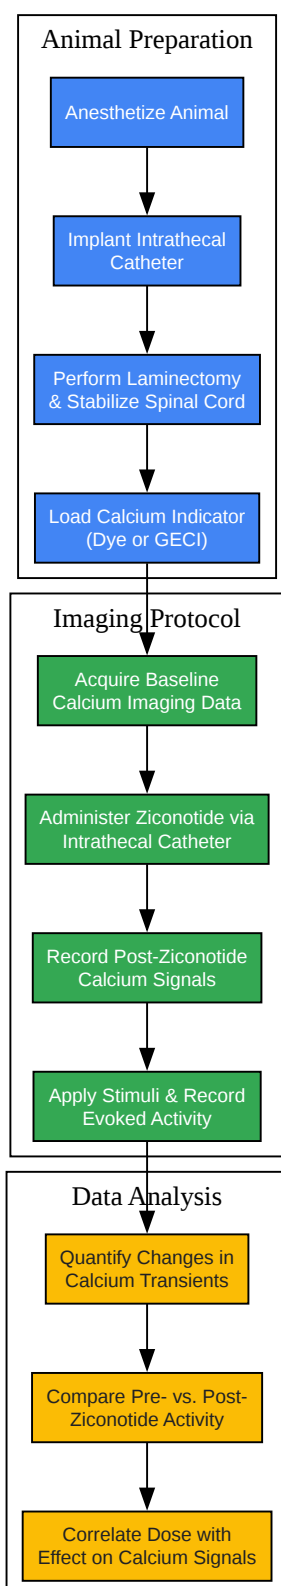 Animal Preparation
Anesthetize Animal
Implant Intrathecal
Catheter
Perform Laminectomy
& Stabilize Spinal Cord
Load Calcium Indicator
(Dye or GECI)
Imaging Protocol
Acquire Baseline
Calcium Imaging Data
Administer Ziconotide via
Intrathecal Catheter
Record Post-Ziconotide
Calcium Signals
Apply Stimuli & Record
Evoked Activity
Data Analysis
Quantify Changes in
Calcium Transients
Compare Pre- vs. Post-
Ziconotide Activity
Correlate Dose with
Effect on Calcium Signals